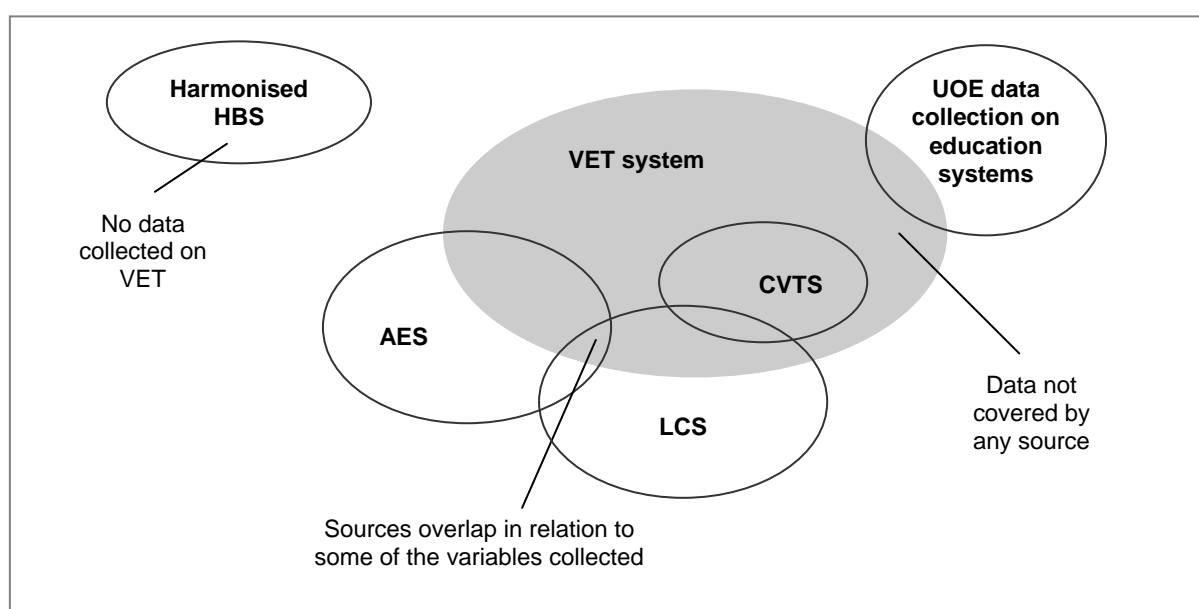 Harmonised
HBS
UOE data
collection on
education
systems
VET system
No data
collected on
VET
CVTS
AES
Data not
covered by
any source
LCS
Sources overlap in relation to
some of the variables collected